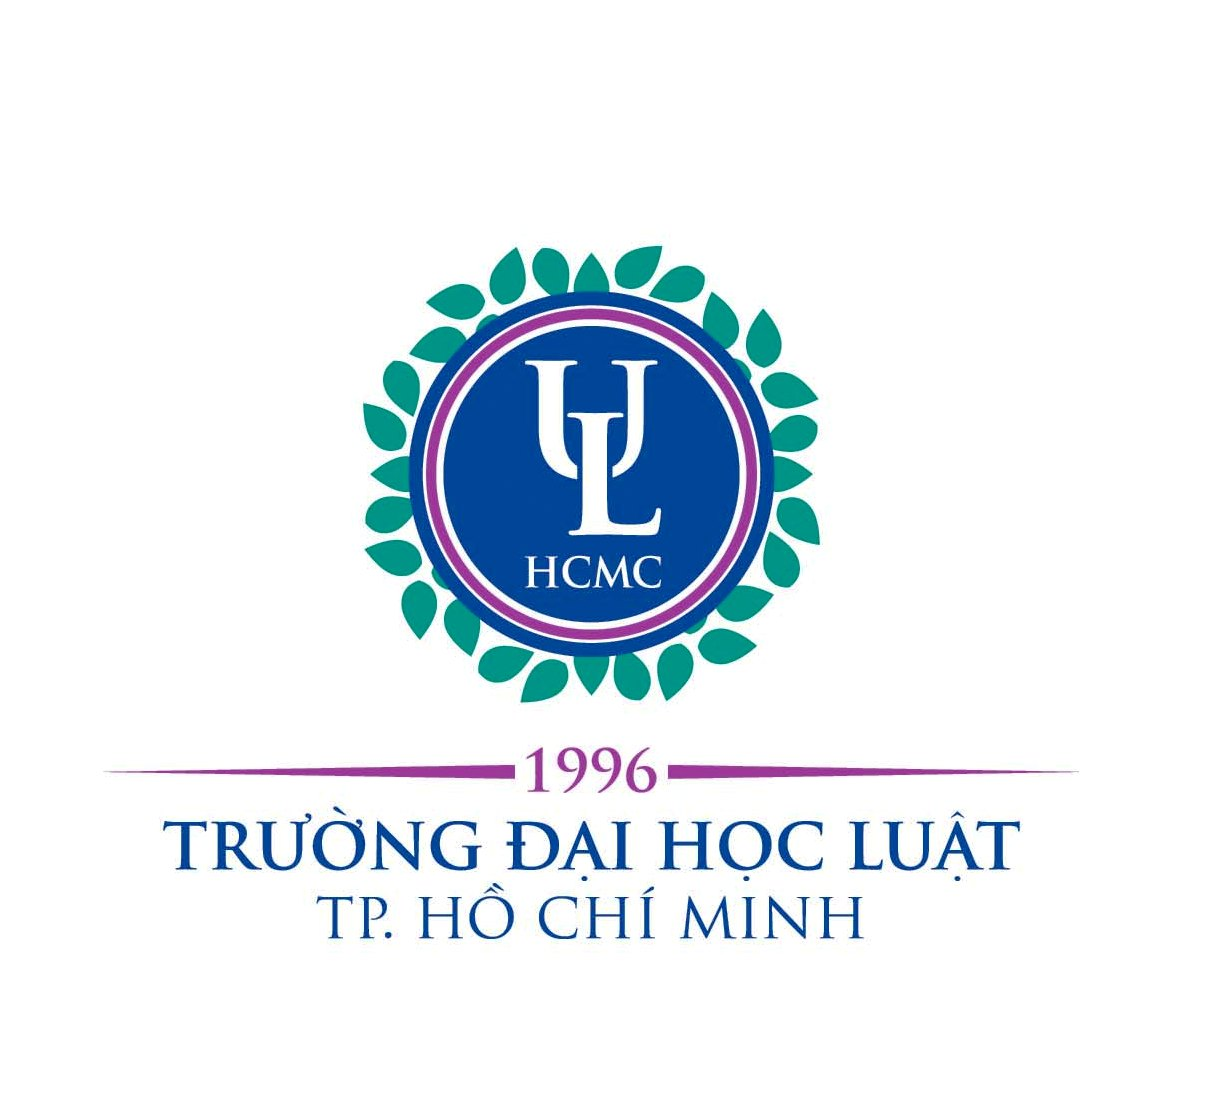 UL
HCMC
1996
TRƯỜNG ĐẠI HỌC LUẬT
TP. HỒ CHÍ MINH